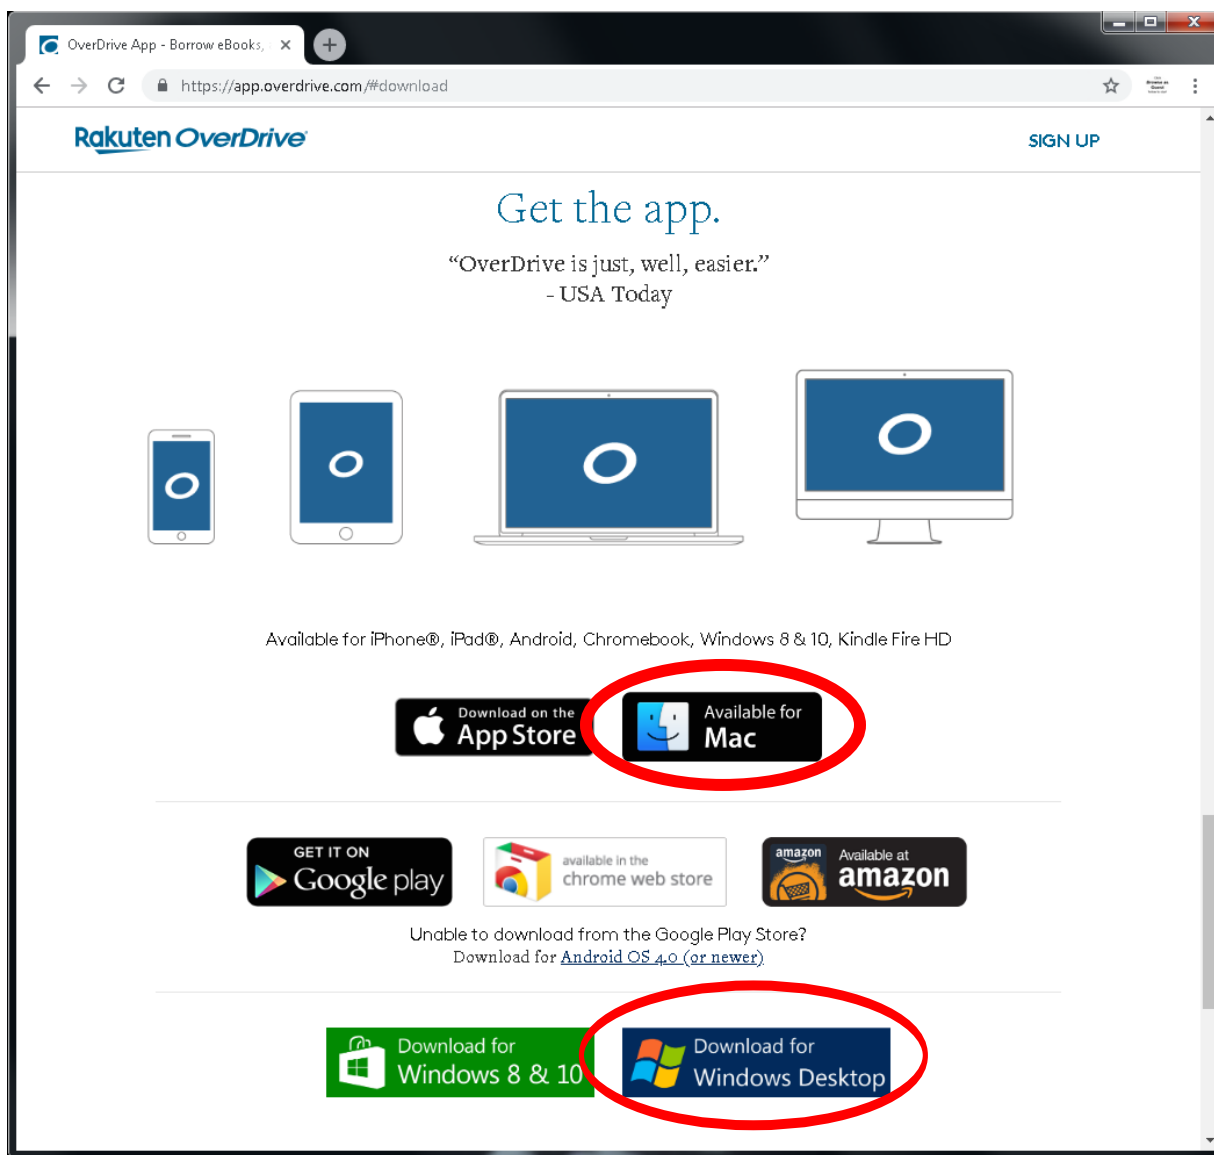 OverDrive App - Borrow eBooks,
https://app.overdrive.com/#download
Rakuten OverDrive
SIGN UP
Get the app.
“OverDrive is just, well, easier.”
- USA Today
Available for iPhone®, iPad®, Android, Chromebook, Windows 8 & 10, Kindle Fire HD
Download on the
App Store
Available for
Mac
GET IT ON
Google play
available in the
chrome web store
amazon
Available at
amazon
Unable to download from the Google Play Store?
Download for Android OS 4.0 (or newer)
Download for
Windows 8 & 10
Download for
Windows Desktop